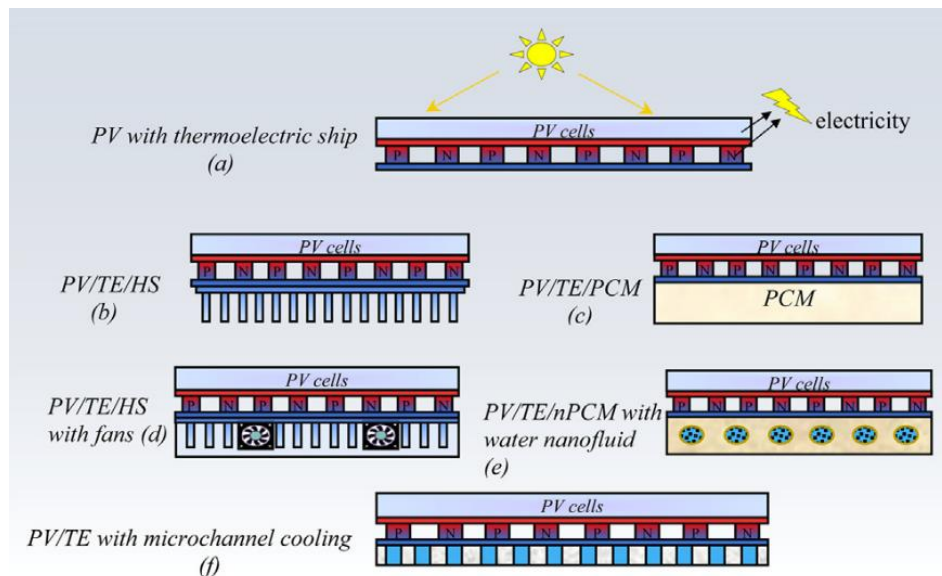 PV cells
electricity
PV with thermoelectric ship
(a)
P N P N P N P N
PV cells
P N P N P N P N
PV/TE/HS
(b)
PV cells
P N P N P N P N
PV/TE/PCM
(c)
PCM
PV cells
P N P N P N P N
PV/TE/HS
with fans (d)
PV cells
P N P N P N P N
PV/TE/nPCM with
water nanofluid
(e)
PV cells
P N P N P N P N
PV/TE with microchannel cooling
(f)